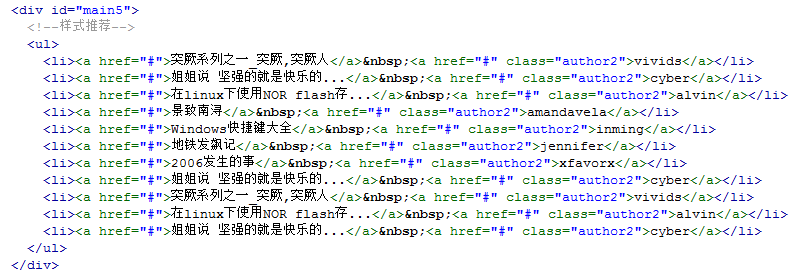 <div id="main5">
<!--样式推荐-->
<ul>
<li><a href="#">突厥系列之一_突厥,突厥人</a>&nbsp;<a href="#" class="author2">vivids</a></li>
<li><a href="#">姐姐说 坚强的就是快乐的...</a>&nbsp;<a href="#" class="author2">cyber</a></li>
<li><a href="#">在linux下使用NOR flash存...</a>&nbsp;<a href="#" class="author2">alvin</a></li>
<li><a href="#">景致南浔</a>&nbsp;<a href="#" class="author2">amandavela</a></li>
<li><a href="#">Windows快捷键大全</a>&nbsp;<a href="#" class="author2">inming</a></li>
<li><a href="#">地铁发飙记</a>&nbsp;<a href="#" class="author2">jennifer</a></li>
<li><a href="#">2006发生的事</a>&nbsp;<a href="#" class="author2">xfavorx</a></li>
<li><a href="#">姐姐说 坚强的就是快乐的...</a>&nbsp;<a href="#" class="author2">cyber</a></li>
<li><a href="#">突厥系列之一_突厥,突厥人</a>&nbsp;<a href="#" class="author2">vivids</a></li>
<li><a href="#">在linux下使用NOR flash存...</a>&nbsp;<a href="#" class="author2">alvin</a></li>
<li><a href="#">姐姐说 坚强的就是快乐的...</a>&nbsp;<a href="#" class="author2">cyber</a></li>
</ul>
</div>